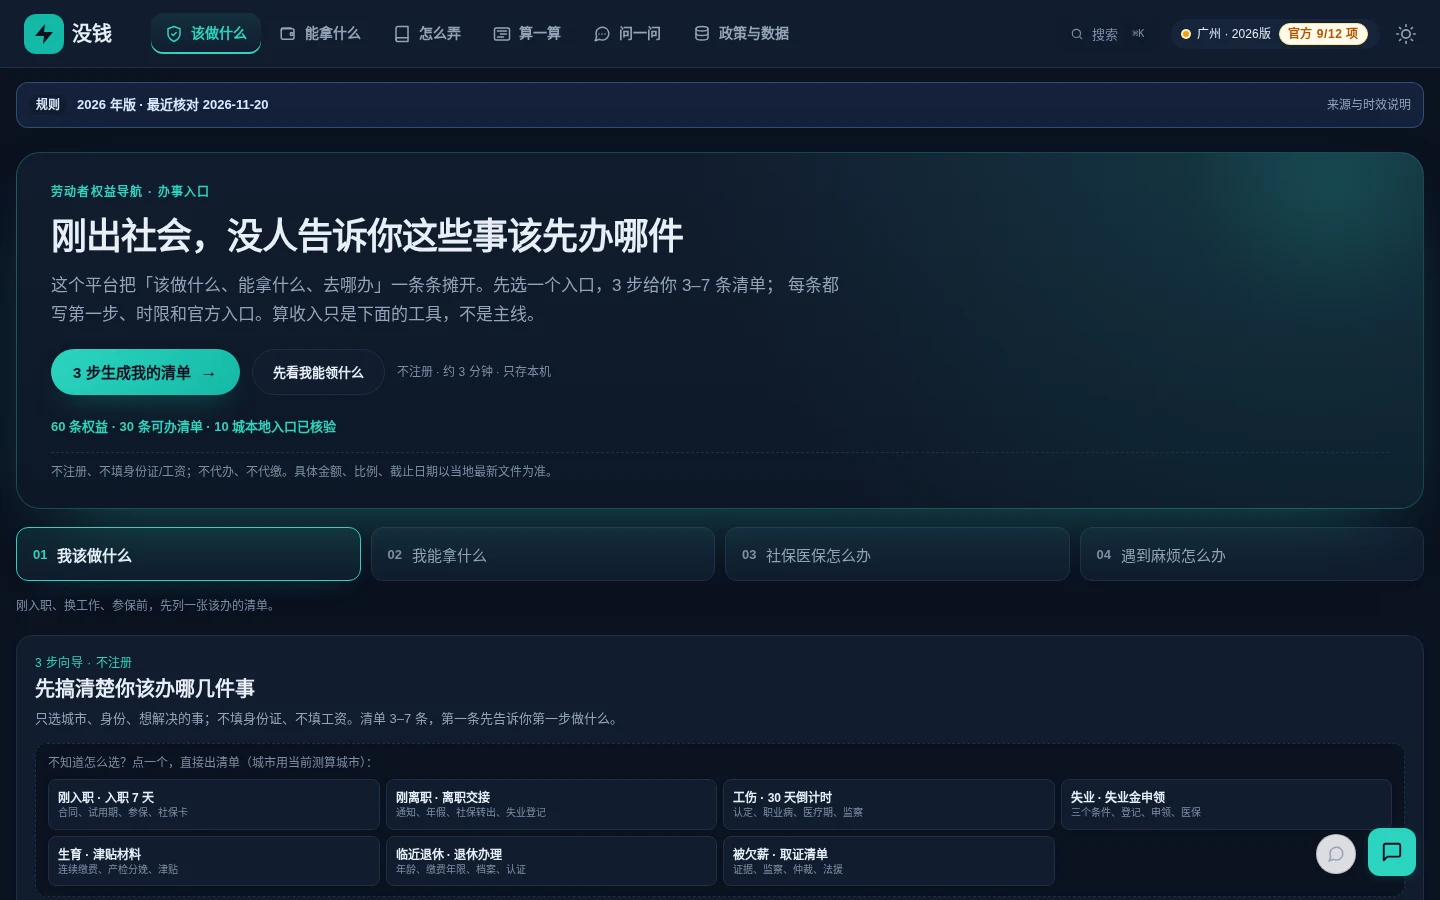 没钱
该做什么
能拿什么
怎么弄
算一算
问一问
政策与数据
搜索 ⌘K
广州 · 2026版 官方 9/12 项
规则 2026 年版 · 最近核对 2026-11-20
来源与时效说明
劳动者权益导航 · 办事入口
刚出社会，没人告诉你这些事该先办哪件
这个平台把「该做什么、能拿什么、去哪办」一条条摊开。先选一个入口，3 步给你 3–7 条清单； 每条都
写第一步、时限和官方入口。算收入只是下面的工具，不是主线。
3 步生成我的清单 →
先看我能领什么
不注册 · 约 3 分钟 · 只存本机
60 条权益 · 30 条可办清单 · 10 城本地入口已核验
不注册、不填身份证/工资；不代办、不代缴。具体金额、比例、截止日期以当地最新文件为准。
01 我该做什么
02 我能拿什么
03 社保医保怎么办
04 遇到麻烦怎么办
刚入职、换工作、参保前，先列一张该办的清单。
3 步向导 · 不注册
先搞清楚你该办哪几件事
只选城市、身份、想解决的事；不填身份证、不填工资。清单 3–7 条，第一条先告诉你第一步做什么。
不知道怎么选？点一个，直接出清单（城市用当前测算城市）：
刚入职 · 入职 7 天
合同、试用期、参保、社保卡
刚离职 · 离职交接
通知、年假、社保转出、失业登记
工伤 · 30 天倒计时
认定、职业病、医疗期、监察
失业 · 失业金申领
三个条件、登记、申领、医保
生育 · 津贴材料
连续缴费、产检分娩、津贴
临近退休 · 退休办理
年龄、缴费年限、档案、认证
被欠薪 · 取证清单
证据、监察、仲裁、法援